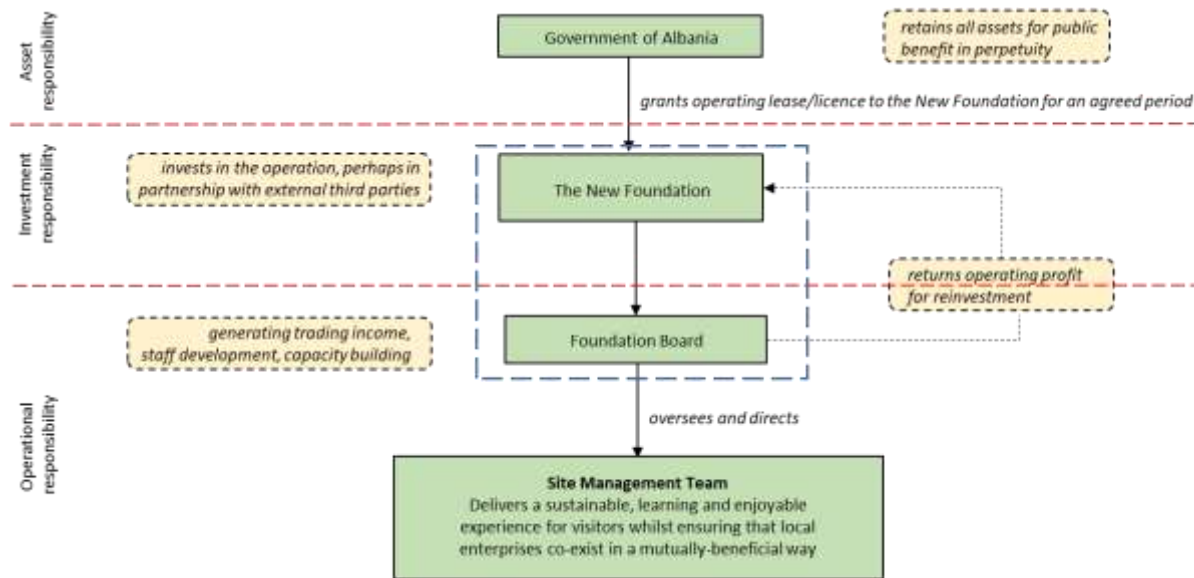 Asset
responsibility
Government of Albania
retains all assets for public
benefit in perpetuity
grants operating lease/licence to the New Foundation for an agreed period
Investment
responsibility
invests in the operation, perhaps in
partnership with external third parties
The New Foundation
returns operating profit
for reinvestment
Operational
responsibility
generating trading income,
staff development, capacity building
Foundation Board
oversees and directs
Site Management Team
Delivers a sustainable, learning and enjoyable
experience for visitors whilst ensuring that local
enterprises co-exist in a mutually-beneficial way